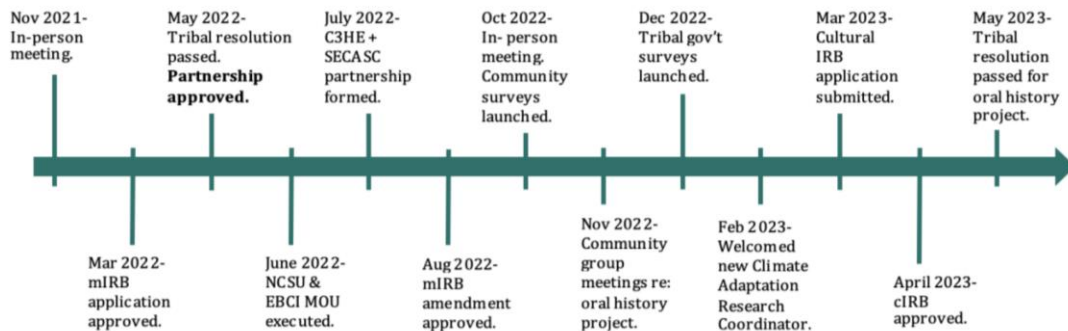 Nov 2021-
In-person
meeting.
May 2022-
Tribal resolution
passed.
Partnership
approved.
July 2022-
C3HE +
SECASC
partnership
formed.
Oct 2022-
In- person
meeting.
Community
surveys
launched.
Dec 2022-
Tribal gov't
surveys
launched.
Mar 2023-
Cultural
IRB
application
submitted.
May 2023-
Tribal
resolution
passed for
oral history
project.
Mar 2022-
mIRB
application
approved.
June 2022-
NCSU &
EBCI MOU
executed.
Aug 2022-
mIRB
amendment
approved.
Nov 2022-
Community
group
meetings re:
oral history
project.
Feb 2023-
Welcomed
new Climate
Adaptation
Research
Coordinator.
April 2023-
cIRB
approved.